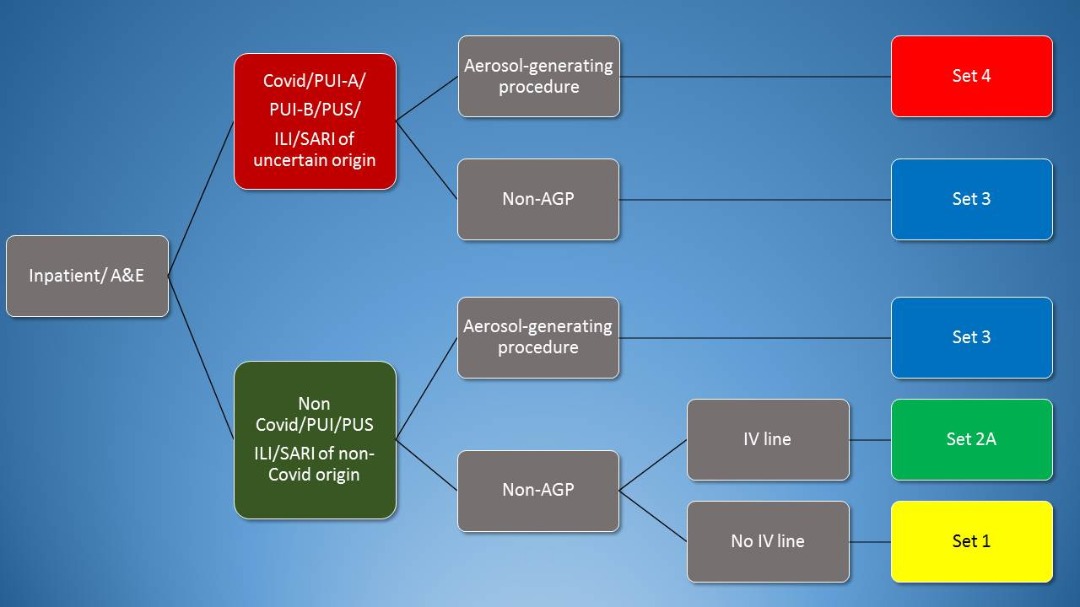 Inpatient/ A&E
Covid/PUI-A/
PUI-B/PUS/
ILI/SARI of
uncertain origin
Aerosol-generating
procedure
Set 4
Non-AGP
Set 3
Non
Covid/PUI/PUS
ILI/SARI of non-
Covid origin
Aerosol-generating
procedure
Set 3
Non-AGP
IV line
Set 2A
No IV line
Set 1